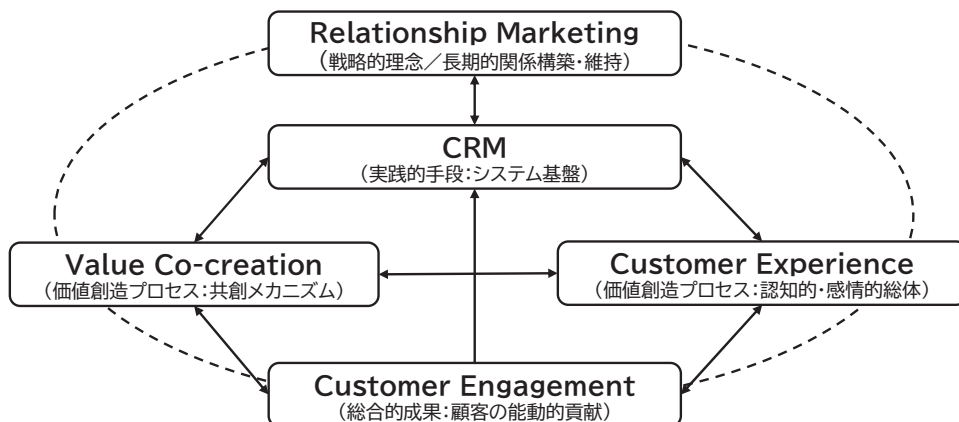 Relationship Marketing
(戦略的理念／長期的関係構築・維持)
CRM
(実践的手段:システム基盤)
Value Co-creation
(価値創造プロセス:共創メカニズム)
Customer Experience
(価値創造プロセス:認知的・感情的総体)
Customer Engagement
(総合的成果:顧客の能動的貢献)